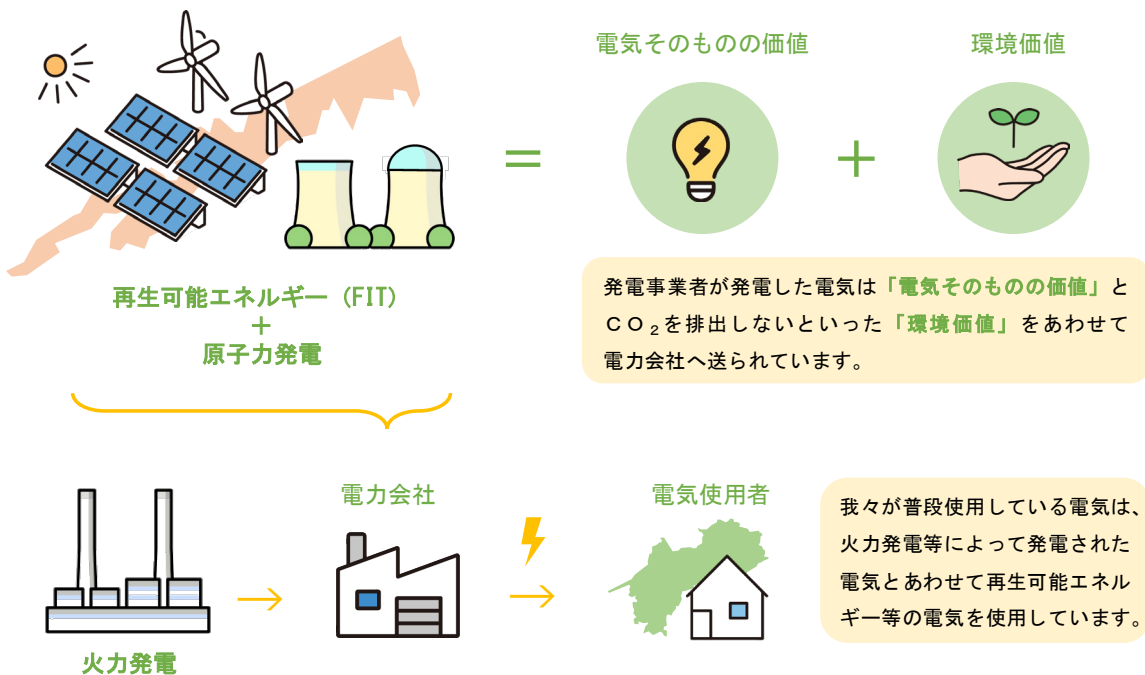 電気そのものの価値
環境価値
=
+
再生可能エネルギー（FIT）
+
原子力発電
発電事業者が発電した電気は「電気そのものの価値」と
CO₂を排出しないといった「環境価値」をあわせて
電力会社へ送られています。
電力会社
電気使用者
火力発電
我々が普段使用している電気は、
火力発電等によって発電された
電気とあわせて再生可能エネル
ギー等の電気を使用しています。